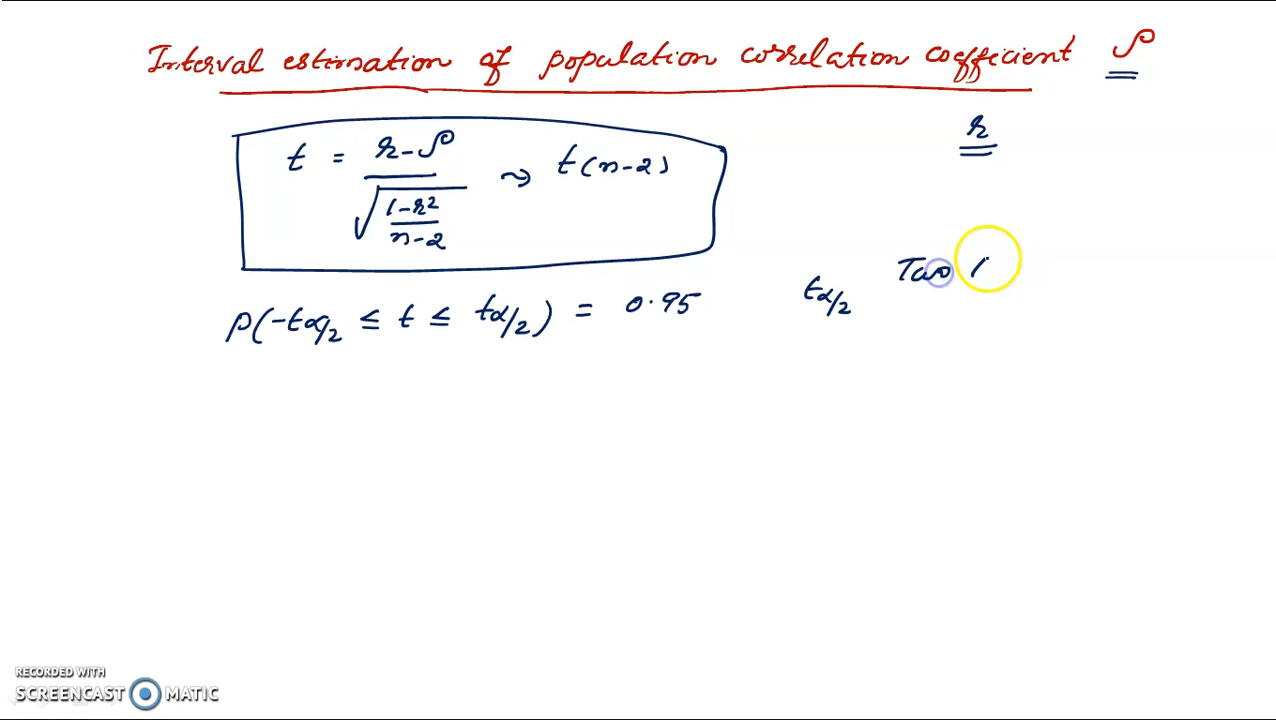 Interval estimation of population correlation coefficient ρ
r
t = r-ρ / √(1-r² / n-2) ~> t(n-2)
Two
P(-tα/2 ≤ t ≤ tα/2) = 0.95
tα/2
RECORDED WITH
SCREENCAST MATIC